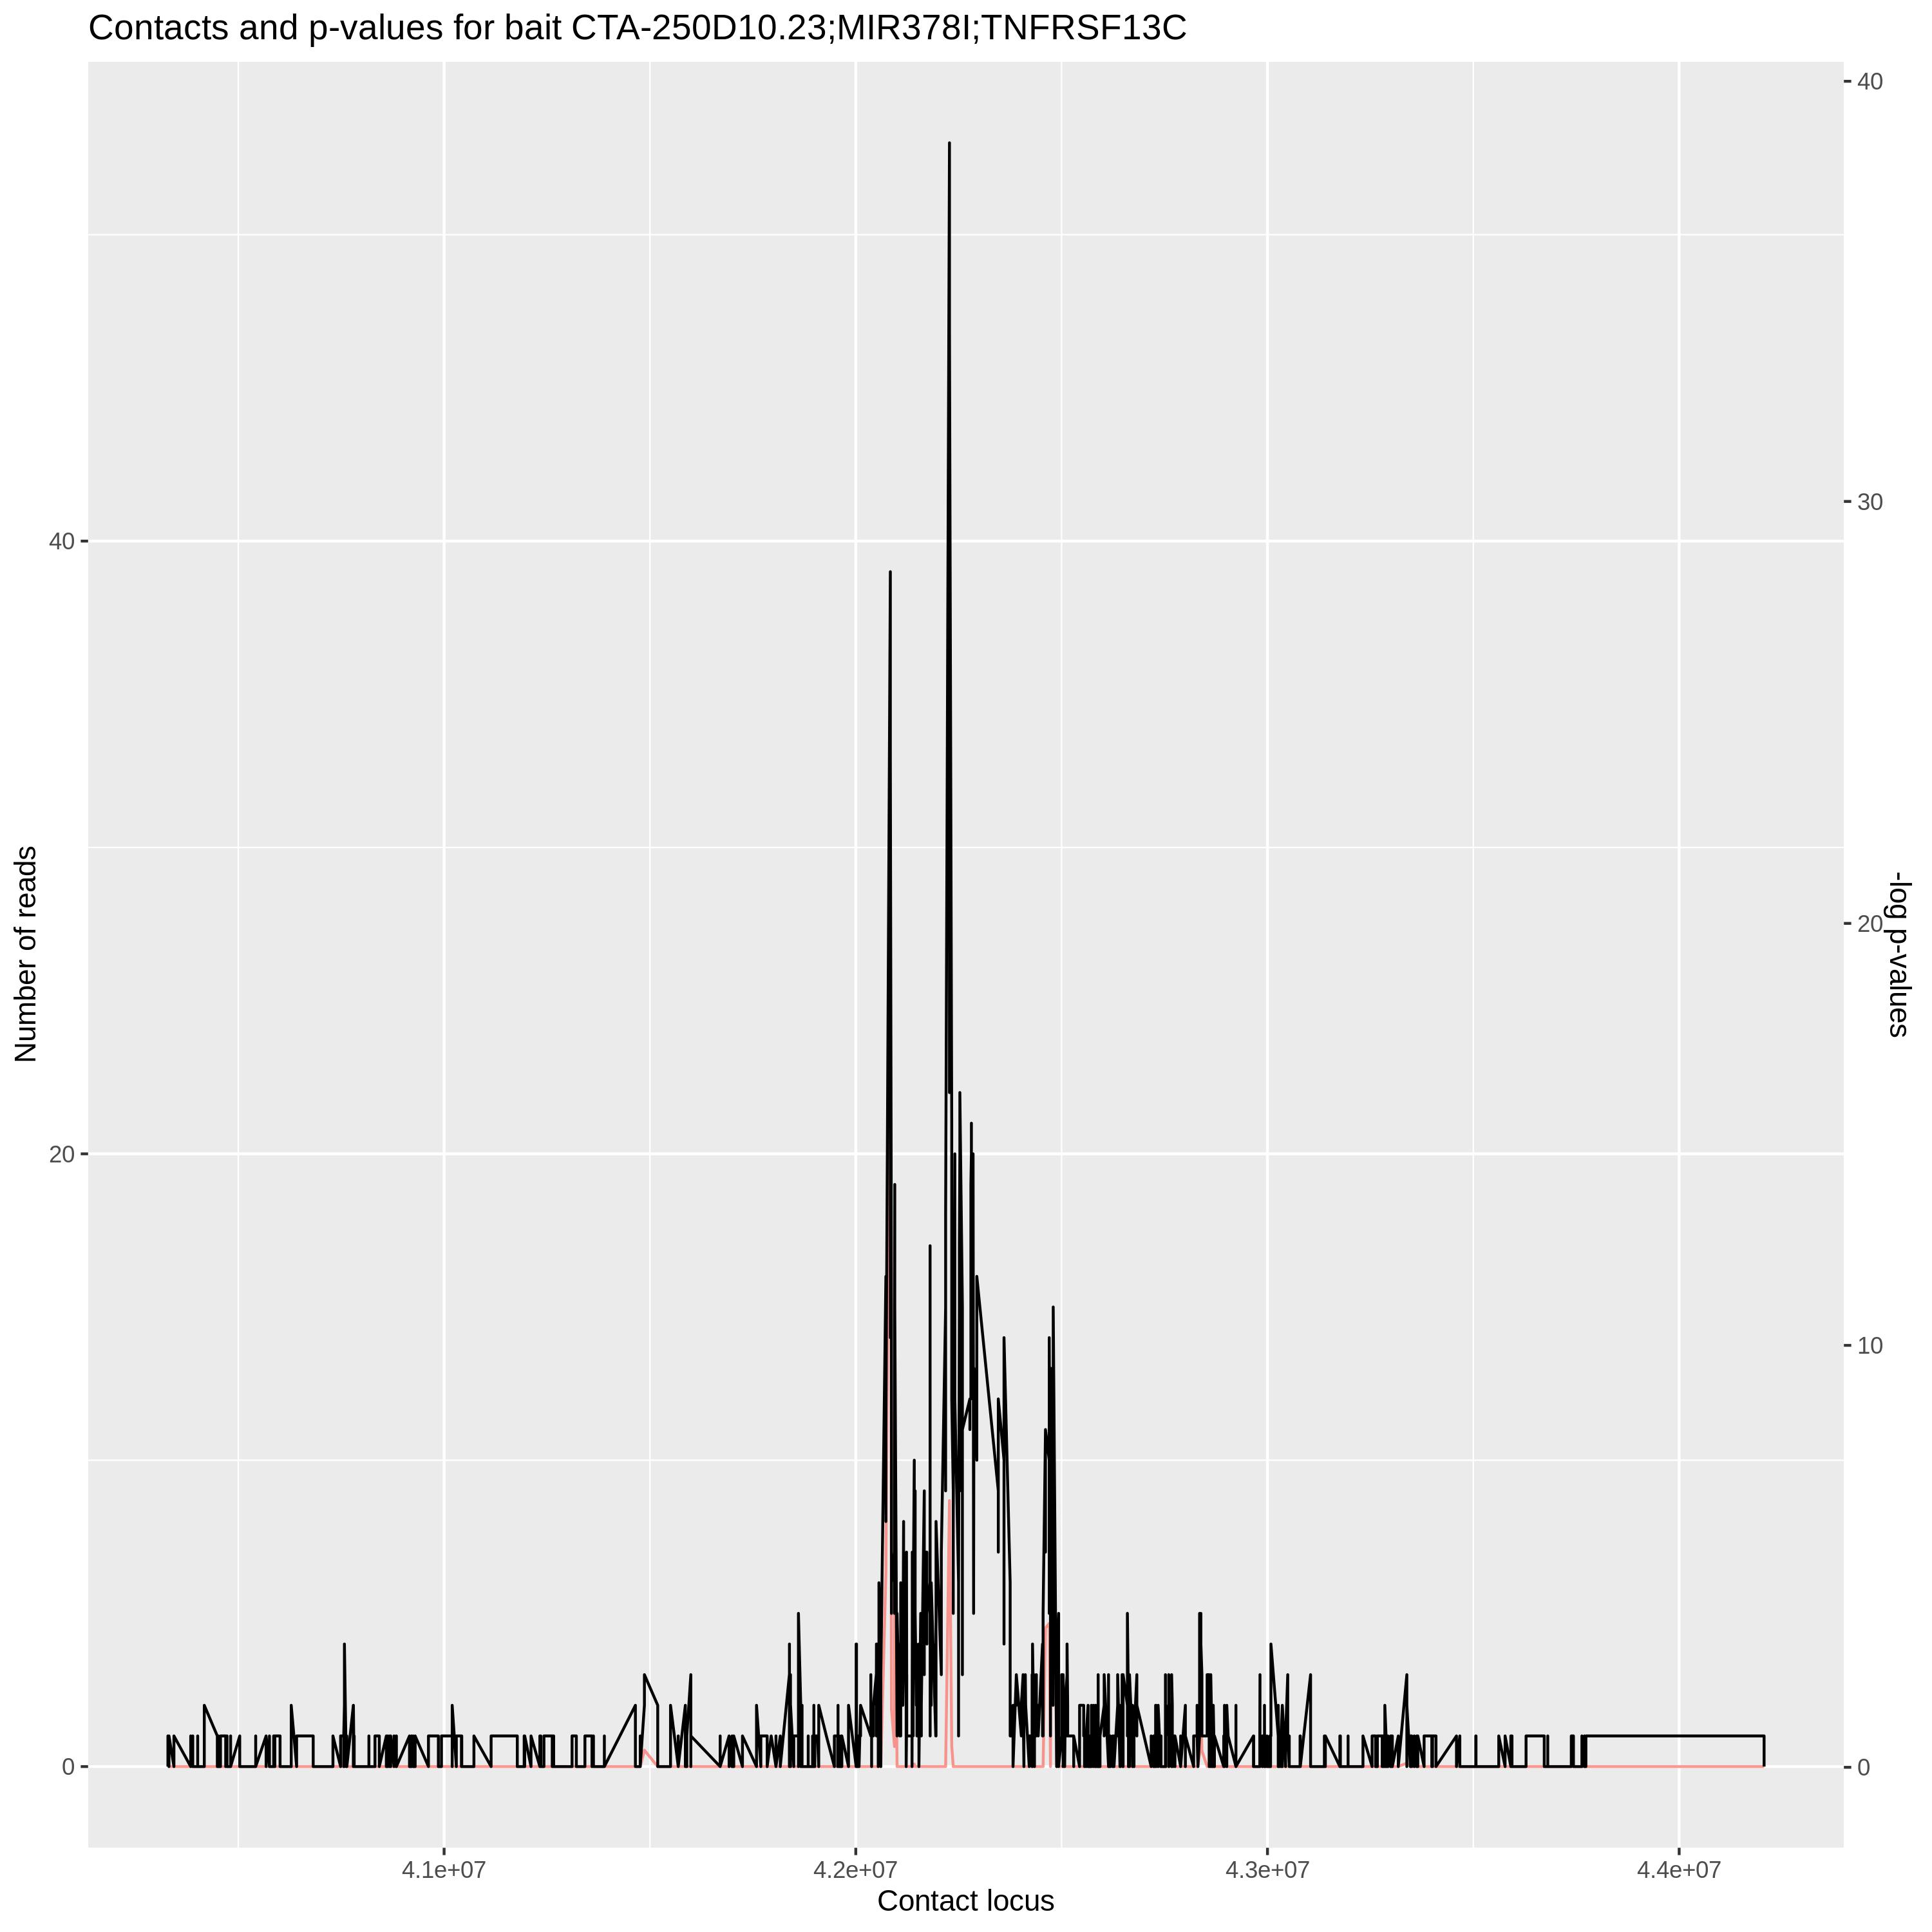 Contacts and p-values for bait CTA-250D10.23;MIR378I;TNFRSF13C
40
20
0
Number of reads
40
30
20
10
0
-log p-values
4.1e+07 4.2e+07 4.3e+07 4.4e+07
Contact locus